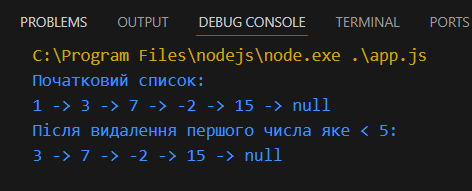 PROBLEMS OUTPUT DEBUG CONSOLE TERMINAL PORTS
C:\Program Files\nodejs\node.exe .\app.js
Початковий список:
1 -> 3 -> 7 -> -2 -> 15 -> null
Після видалення першого числа яке < 5:
3 -> 7 -> -2 -> 15 -> null